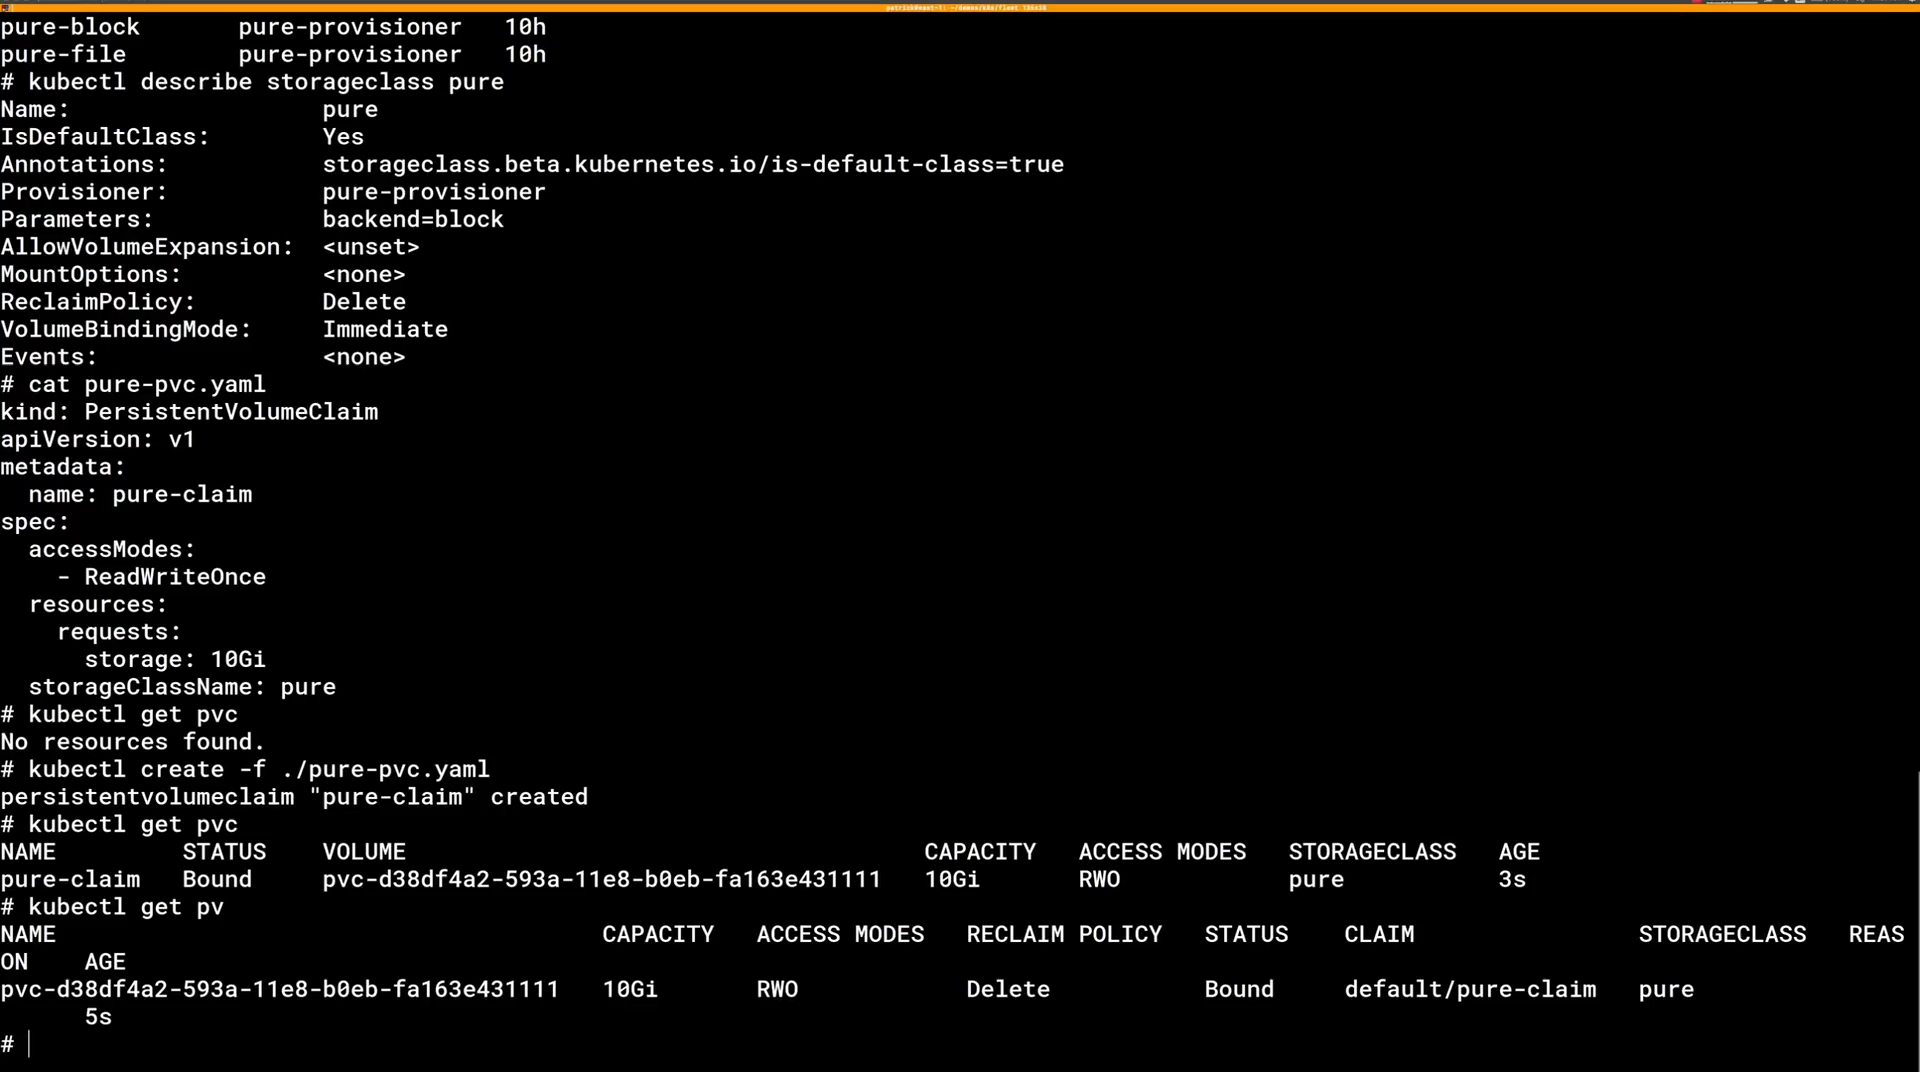 pure-block       pure-provisioner   10h
pure-file        pure-provisioner   10h
# kubectl describe storageclass pure
Name:                  pure
IsDefaultClass:        Yes
Annotations:           storageclass.beta.kubernetes.io/is-default-class=true
Provisioner:           pure-provisioner
Parameters:            backend=block
AllowVolumeExpansion:  <unset>
MountOptions:          <none>
ReclaimPolicy:         Delete
VolumeBindingMode:     Immediate
Events:                <none>
# cat pure-pvc.yaml
kind: PersistentVolumeClaim
apiVersion: v1
metadata:
  name: pure-claim
spec:
  accessModes:
    - ReadWriteOnce
  resources:
    requests:
      storage: 10Gi
  storageClassName: pure
# kubectl get pvc
No resources found.
# kubectl create -f ./pure-pvc.yaml
persistentvolumeclaim "pure-claim" created
# kubectl get pvc
NAME         STATUS    VOLUME                                     CAPACITY   ACCESS MODES   STORAGECLASS   AGE
pure-claim   Bound     pvc-d38df4a2-593a-11e8-b0eb-fa163e431111   10Gi       RWO            pure           3s
# kubectl get pv
NAME                                       CAPACITY   ACCESS MODES   RECLAIM POLICY   STATUS    CLAIM                STORAGECLASS   REAS
ON    AGE
pvc-d38df4a2-593a-11e8-b0eb-fa163e431111   10Gi       RWO            Delete           Bound     default/pure-claim   pure
      5s
#